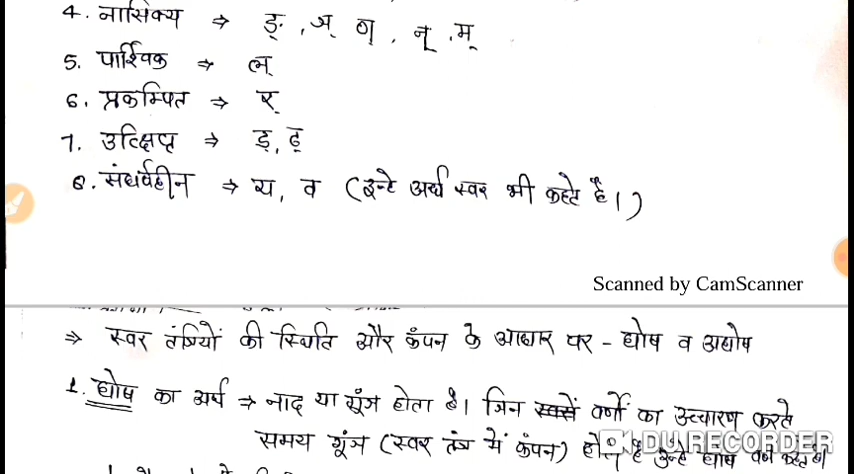 4. नासिक्य ⇒ ङ्, ञ् ण्, न्, म्
5. पार्श्विक ⇒ ल्
6. प्रकम्पित ⇒ र्
7. उत्क्षिप्त ⇒ ड़्, ढ़्
8. संघर्षहीन ⇒ य, व (इन्हे अर्ध स्वर भी कहते है।)
Scanned by CamScanner
⇒ स्वर तंत्रियों की स्थिति और कंपन के आधार पर - घोष व अघोष
1. घोष का अर्थ ⇒ नाद या गूंज होता है। जिन वर्णो का उच्चारण करते
समय गूंज (स्वर तंत्र में कंपन) होती है उन्हे घोष वर्ण कहते है।
DU RECORDER